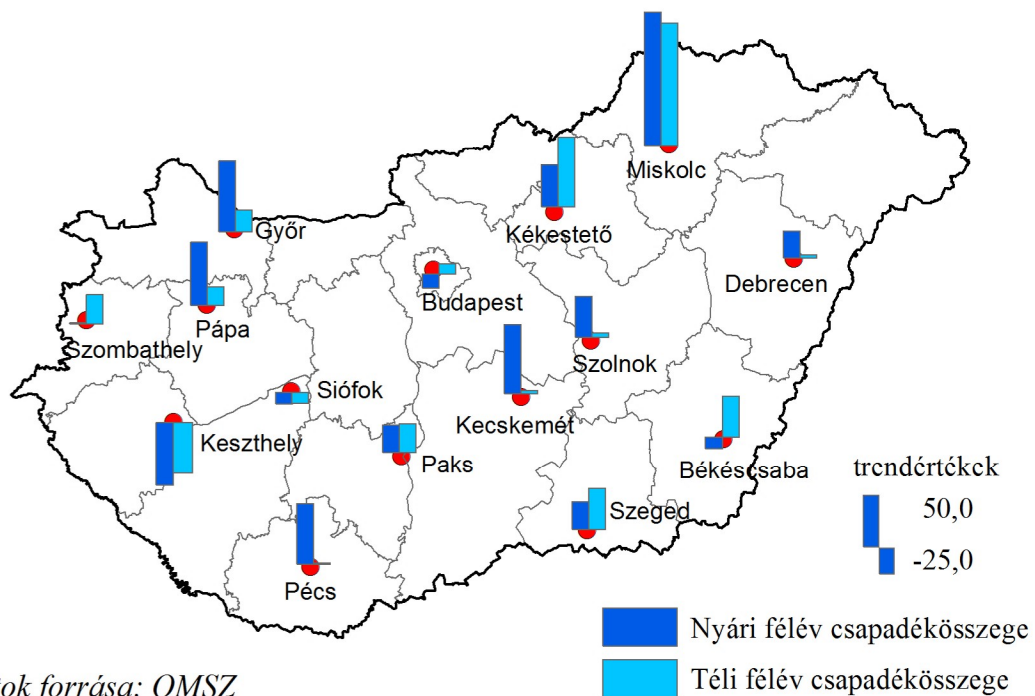 Miskolc
Kékestető
Győr
Debrecen
Budapest
Pápa
Szombathely
Szolnok
Siófok
Kecskemét
Keszthely
Paks
Békéscsaba
Szeged
Pécs
trendértékek
50,0
-25,0
Nyári félév csapadékösszege
Téli félév csapadékösszege
forrása: OMSZ